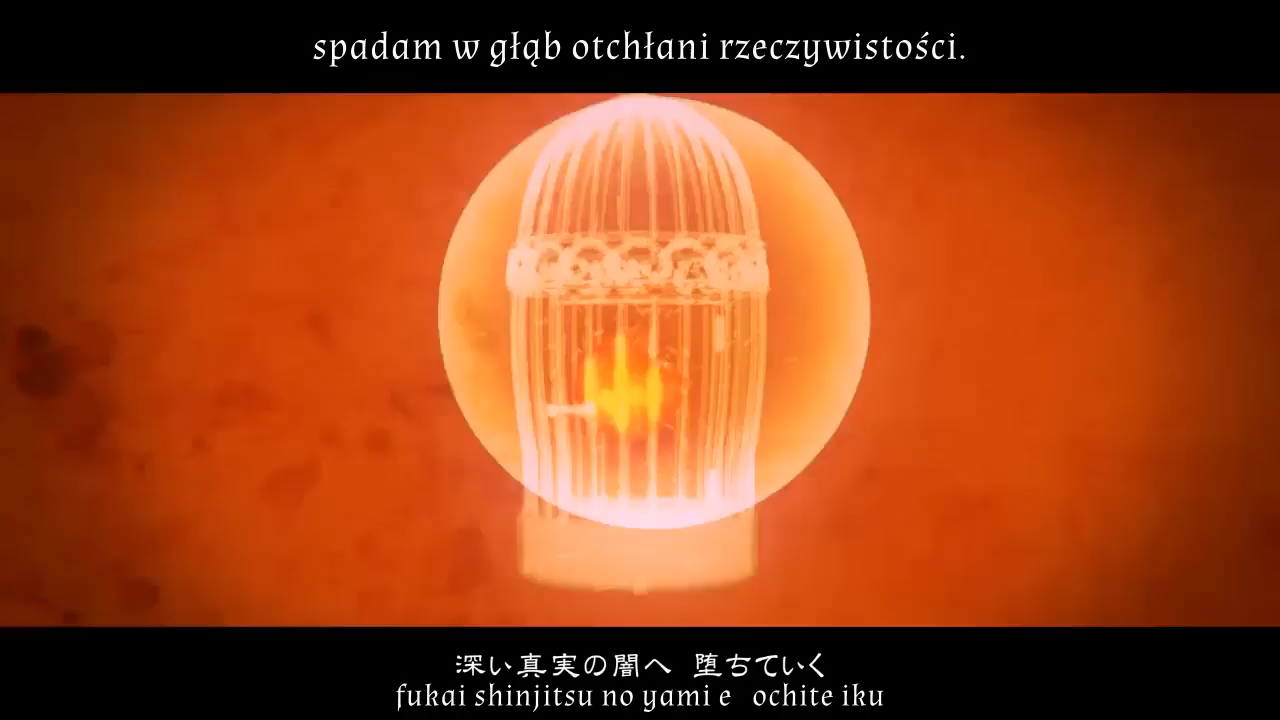 spadam w głąb otchłani rzeczywistości.
深い真実の闇へ 堕ちていく
fukai shinjitsu no yami e ochite iku